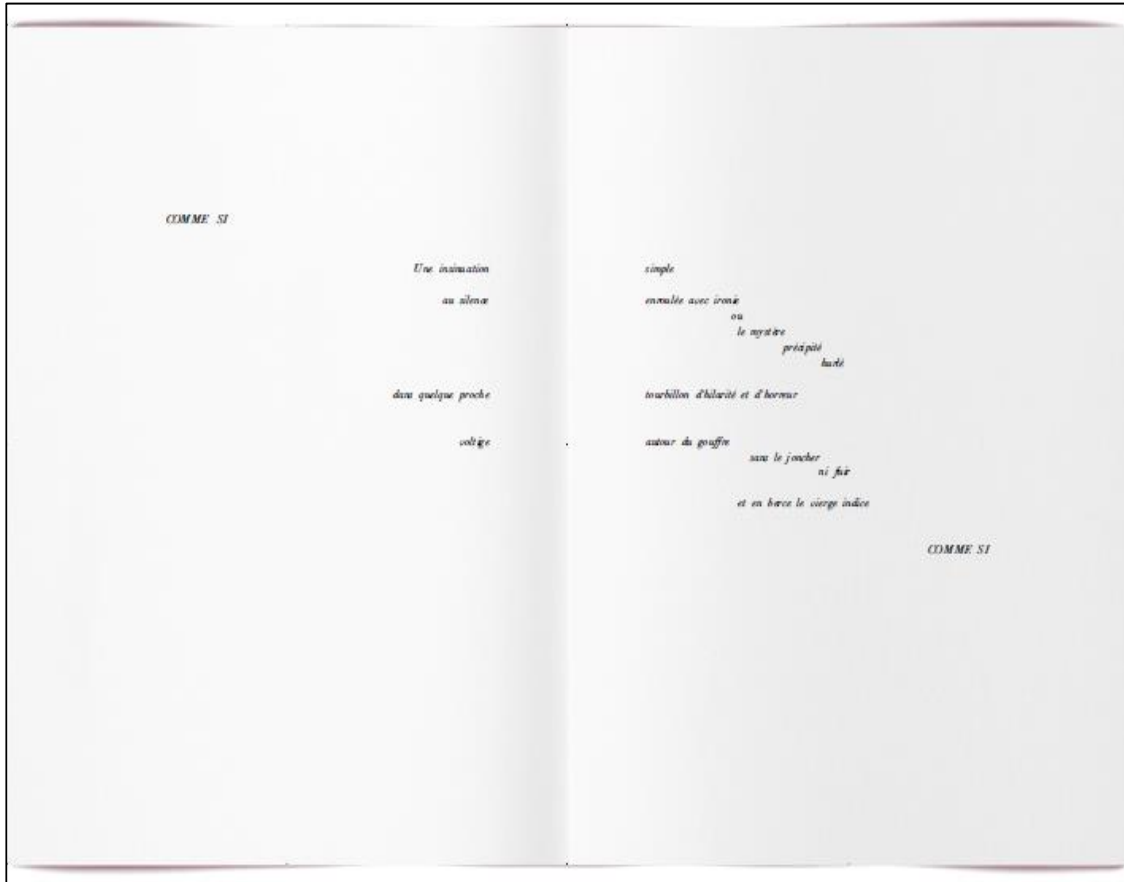 COMME SI
Une insinuation simple
au silence enroulée avec ironie
ou
le mystère
précipité
hurlé
dans quelque proche tourbillon d'hilarité et d'horreur
voltige autour du gouffre
sans le joncher
ni fuir
et en berce le vierge indice
COMME SI